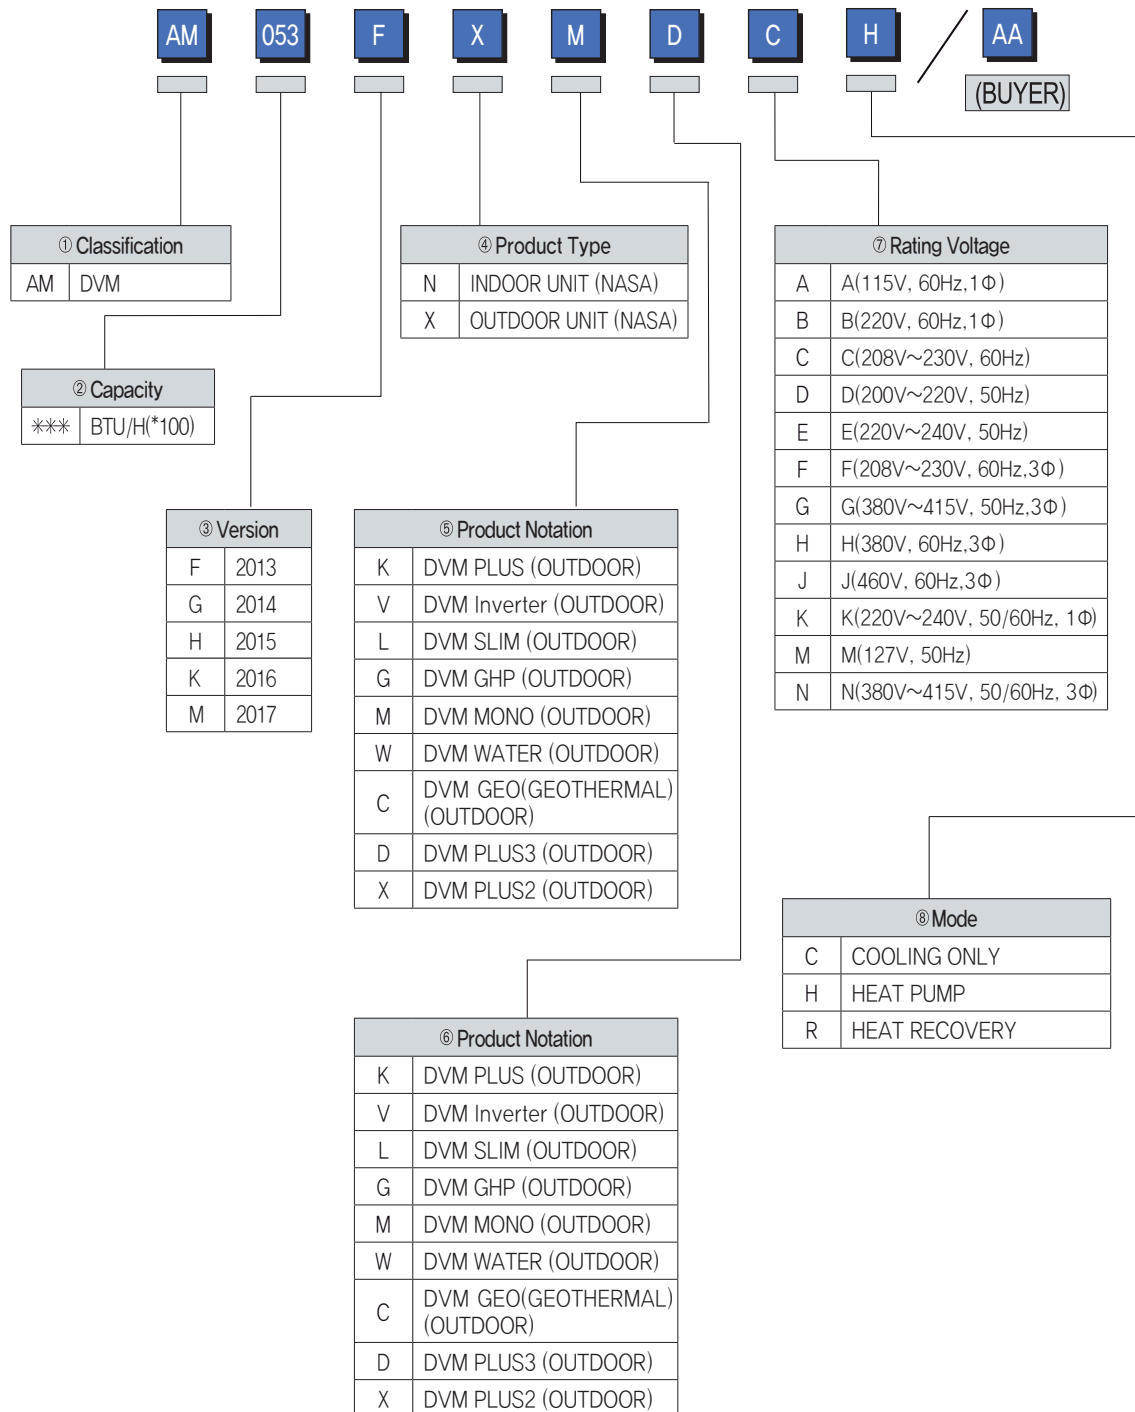 AM 053 F X M D C H / AA
(BUYER)
① Classification
AM DVM
② Capacity
*** BTU/H(*100)
③ Version
F 2013
G 2014
H 2015
K 2016
M 2017
④ Product Type
N INDOOR UNIT (NASA)
X OUTDOOR UNIT (NASA)
⑤ Product Notation
K DVM PLUS (OUTDOOR)
V DVM Inverter (OUTDOOR)
L DVM SLIM (OUTDOOR)
G DVM GHP (OUTDOOR)
M DVM MONO (OUTDOOR)
W DVM WATER (OUTDOOR)
C DVM GEO(GEOTHERMAL)
(OUTDOOR)
D DVM PLUS3 (OUTDOOR)
X DVM PLUS2 (OUTDOOR)
⑥ Product Notation
K DVM PLUS (OUTDOOR)
V DVM Inverter (OUTDOOR)
L DVM SLIM (OUTDOOR)
G DVM GHP (OUTDOOR)
M DVM MONO (OUTDOOR)
W DVM WATER (OUTDOOR)
C DVM GEO(GEOTHERMAL)
(OUTDOOR)
D DVM PLUS3 (OUTDOOR)
X DVM PLUS2 (OUTDOOR)
⑦ Rating Voltage
A A(115V, 60Hz,1Φ)
B B(220V, 60Hz,1Φ)
C C(208V~230V, 60Hz)
D D(200V~220V, 50Hz)
E E(220V~240V, 50Hz)
F F(208V~230V, 60Hz,3Φ)
G G(380V~415V, 50Hz,3Φ)
H H(380V, 60Hz,3Φ)
J J(460V, 60Hz,3Φ)
K K(220V~240V, 50/60Hz, 1Φ)
M M(127V, 50Hz)
N N(380V~415V, 50/60Hz, 3Φ)
⑧ Mode
C COOLING ONLY
H HEAT PUMP
R HEAT RECOVERY